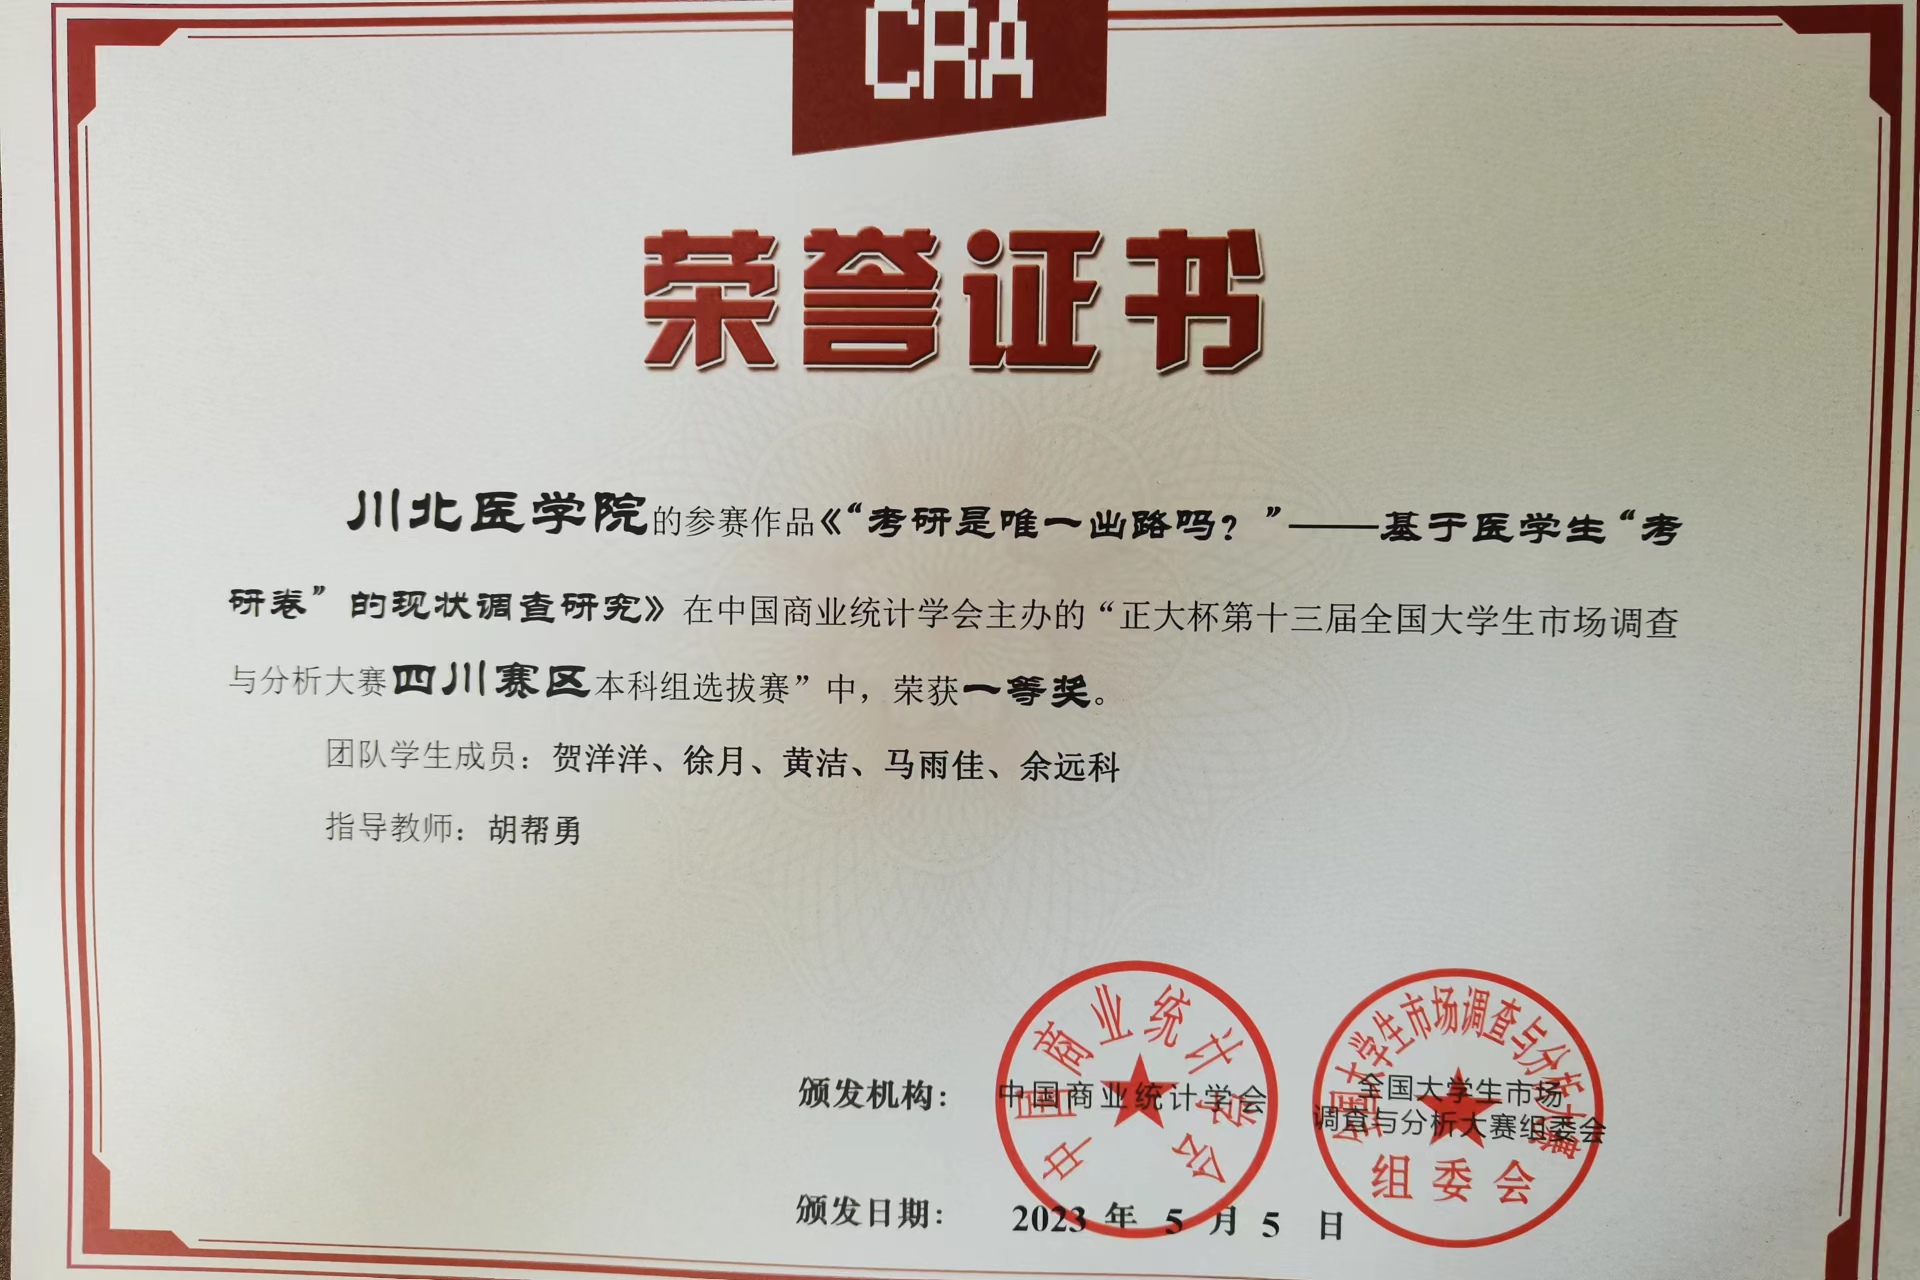 CRA
荣誉证书
川北医学院的参赛作品《“考研是唯一出路吗？”——基于医学生“考
研卷”的现状调查研究》在中国商业统计学会主办的“正大杯第十三届全国大学生市场调查
与分析大赛四川赛区本科组选拔赛”中，荣获一等奖。
团队学生成员：贺洋洋、徐月、黄洁、马雨佳、余远科
指导教师：胡帮勇
颁发机构：中国商业统计学会
全国大学生市场
调查与分析大赛组委会
中国商业统计学会
全国大学生市场调查与分析大赛
组委会
颁发日期：2023 年 5 月 5 日